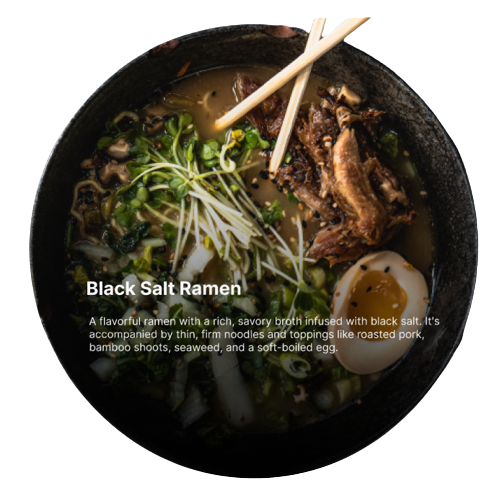 Black Salt Ramen
A flavorful ramen with a rich, savory broth infused with black salt. It's
accompanied by thin, firm noodles and toppings like roasted pork,
bamboo shoots, seaweed, and a soft-boiled egg.